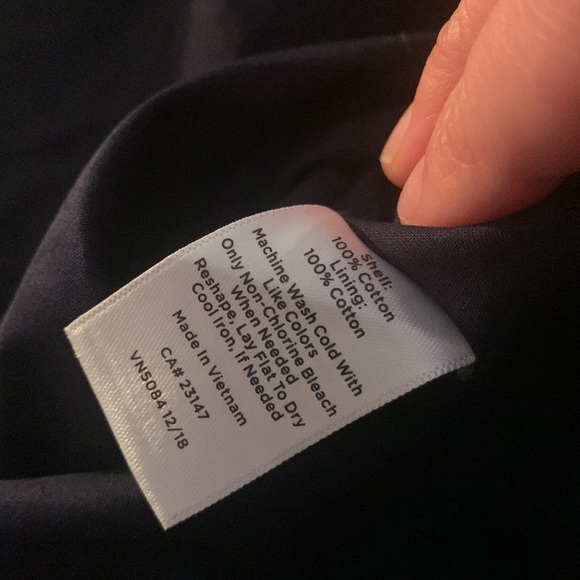 Shell:
100% Cotton
Lining:
100% Cotton
Machine Wash Cold With
Like Colors
Only Non-Chlorine Bleach
When Needed
Reshape, Lay Flat To Dry
Cool Iron, If Needed
Made In Vietnam
CA# 23147
VN5084 12/18